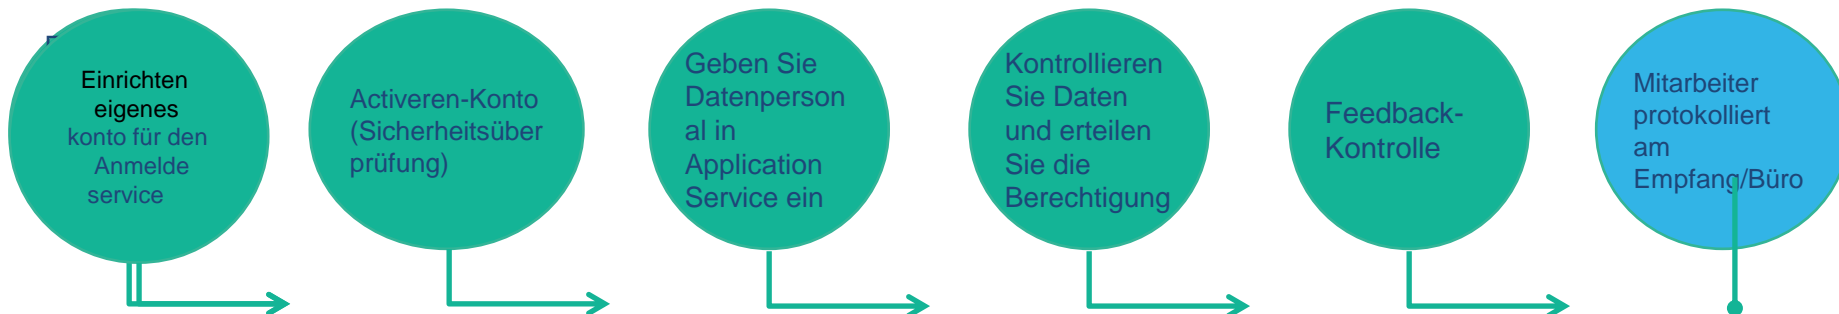 Einrichten
eigenes
konto für den
Anmelde
service
Activeren-Konto
(Sicherheitsüber
prüfung)
Geben Sie
Datenperson
al in
Application
Service ein
Kontrollieren
Sie Daten
und erteilen
Sie die
Berechtigung
Feedback-
Kontrolle
Mitarbeiter
protokolliert
am
Empfang/Büro